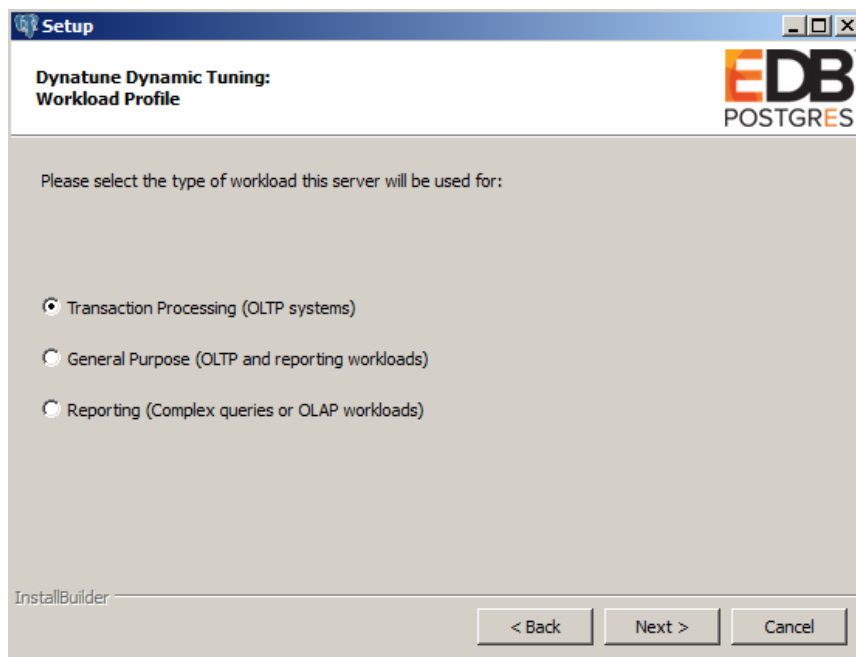 Setup
Dynatune Dynamic Tuning:
Workload Profile
EDB
POSTGRES
Please select the type of workload this server will be used for:
Transaction Processing (OLTP systems)
General Purpose (OLTP and reporting workloads)
Reporting (Complex queries or OLAP workloads)
InstallBuilder
< Back Next > Cancel